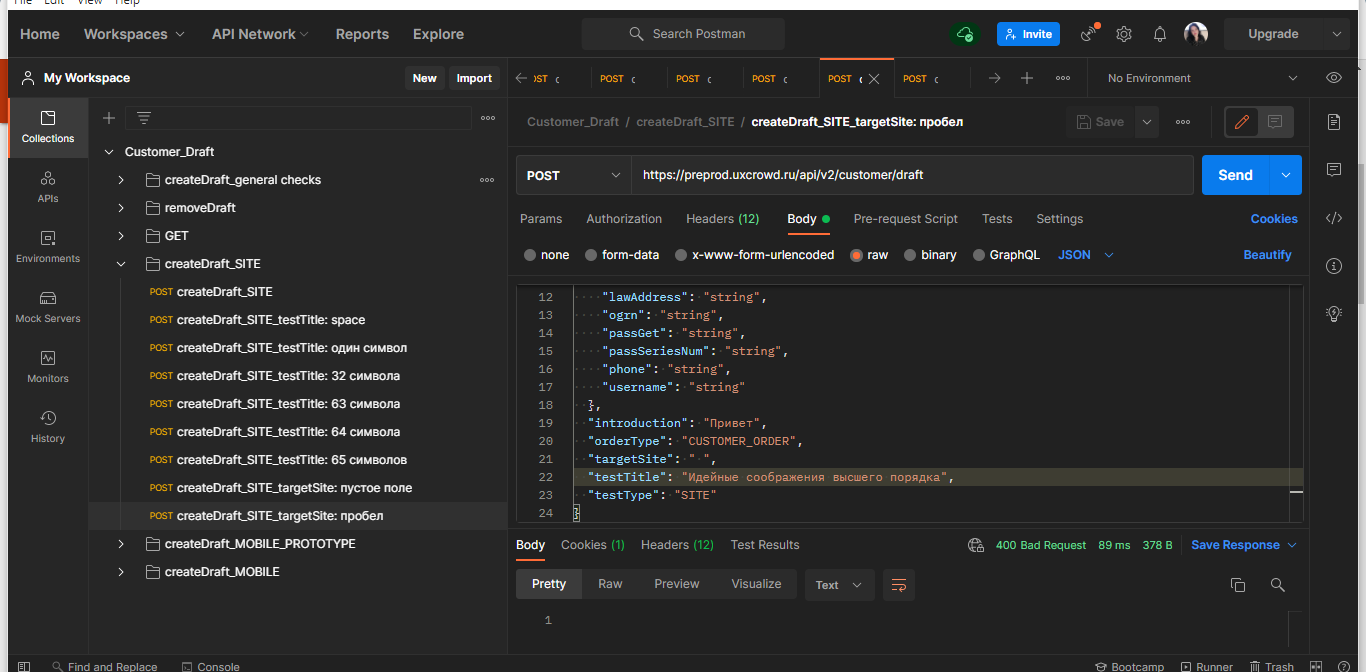 File Edit View Help
Home Workspaces API Network Reports Explore Search Postman Invite Upgrade
My Workspace New Import OST POST POST POST POST POST No Environment
Collections
APIs
Environments
Mock Servers
Monitors
History
Customer_Draft
createDraft_general checks
removeDraft
GET
createDraft_SITE
POST createDraft_SITE
POST createDraft_SITE_testTitle: space
POST createDraft_SITE_testTitle: один символ
POST createDraft_SITE_testTitle: 32 символа
POST createDraft_SITE_testTitle: 63 символа
POST createDraft_SITE_testTitle: 64 символа
POST createDraft_SITE_testTitle: 65 символов
POST createDraft_SITE_targetSite: пустое поле
POST createDraft_SITE_targetSite: пробел
createDraft_MOBILE_PROTOTYPE
createDraft_MOBILE
Customer_Draft / createDraft_SITE / createDraft_SITE_targetSite: пробел Save
POST https://preprod.uxcrowd.ru/api/v2/customer/draft Send
Params Authorization Headers (12) Body Pre-request Script Tests Settings Cookies
none form-data x-www-form-urlencoded raw binary GraphQL JSON Beautify
12 "lawAddress": "string",
13 "ogrn": "string",
14 "passGet": "string",
15 "passSeriesNum": "string",
16 "phone": "string",
17 "username": "string"
18 },
19 "introduction": "Привет",
20 "orderType": "CUSTOMER_ORDER",
21 "targetSite": " ",
22 "testTitle": "Идейные соображения высшего порядка",
23 "testType": "SITE"
24 }
Body Cookies (1) Headers (12) Test Results 400 Bad Request 89 ms 378 B Save Response
Pretty Raw Preview Visualize Text
1
Find and Replace Console Bootcamp Runner Trash